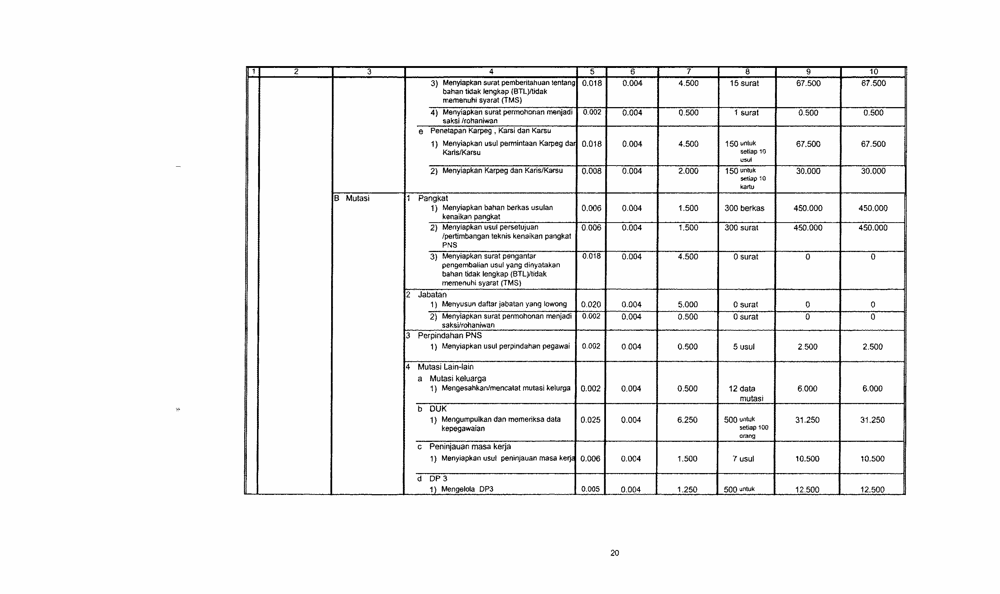 1 2 3 4 5 6 7 8 9 10
3) Menyiapkan surat pemberitahuan tentang 0.018 0.004 4.500 15 surat 67.500 67.500
bahan tidak lengkap (BTL)/tidak
memenuhi syarat (TMS)
4) Menyiapkan surat permohonan menjadi 0.002 0.004 0.500 1 surat 0.500 0.500
saksi /rohaniwan
e Penetapan Karpeg , Karsi dan Karsu
1) Menyiapkan usul permintaan Karpeg dan 0.018 0.004 4.500 150 untuk 67.500 67.500
Karis/Karsu setiap 10
usul
2) Menyiapkan Karpeg dan Karis/Karsu 0.008 0.004 2.000 150 untuk 30.000 30.000
setiap 10
kartu
B Mutasi 1 Pangkat
1) Menyiapkan bahan berkas usulan 0.006 0.004 1.500 300 berkas 450.000 450.000
kenaikan pangkat
2) Menyiapkan usul persetujuan 0.006 0.004 1.500 300 surat 450.000 450.000
/pertimbangan teknis kenaikan pangkat
PNS
3) Menyiapkan surat pengantar 0.018 0.004 4.500 0 surat 0 0
pengembalian usul yang dinyatakan
bahan tidak lengkap (BTL)/tidak
memenuhi syarat (TMS)
2 Jabatan
1) Menyusun daftar jabatan yang lowong 0.020 0.004 5.000 0 surat 0 0
2) Menyiapkan surat permohonan menjadi 0.002 0.004 0.500 0 surat 0 0
saksi/rohaniwan
3 Perpindahan PNS
1) Menyiapkan usul perpindahan pegawai 0.002 0.004 0.500 5 usul 2.500 2.500
4 Mutasi Lain-lain
a Mutasi keluarga
1) Mengesahkan/mencatat mutasi kelurga 0.002 0.004 0.500 12 data 6.000 6.000
mutasi
b DUK
1) Mengumpulkan dan memeriksa data 0.025 0.004 6.250 500 untuk 31.250 31.250
kepegawaian setiap 100
orang
c Peninjauan masa kerja
1) Menyiapkan usul peninjauan masa kerja 0.006 0.004 1.500 7 usul 10.500 10.500
d DP 3
1) Mengelola DP3 0.005 0.004 1.250 500 untuk 12.500 12.500
20